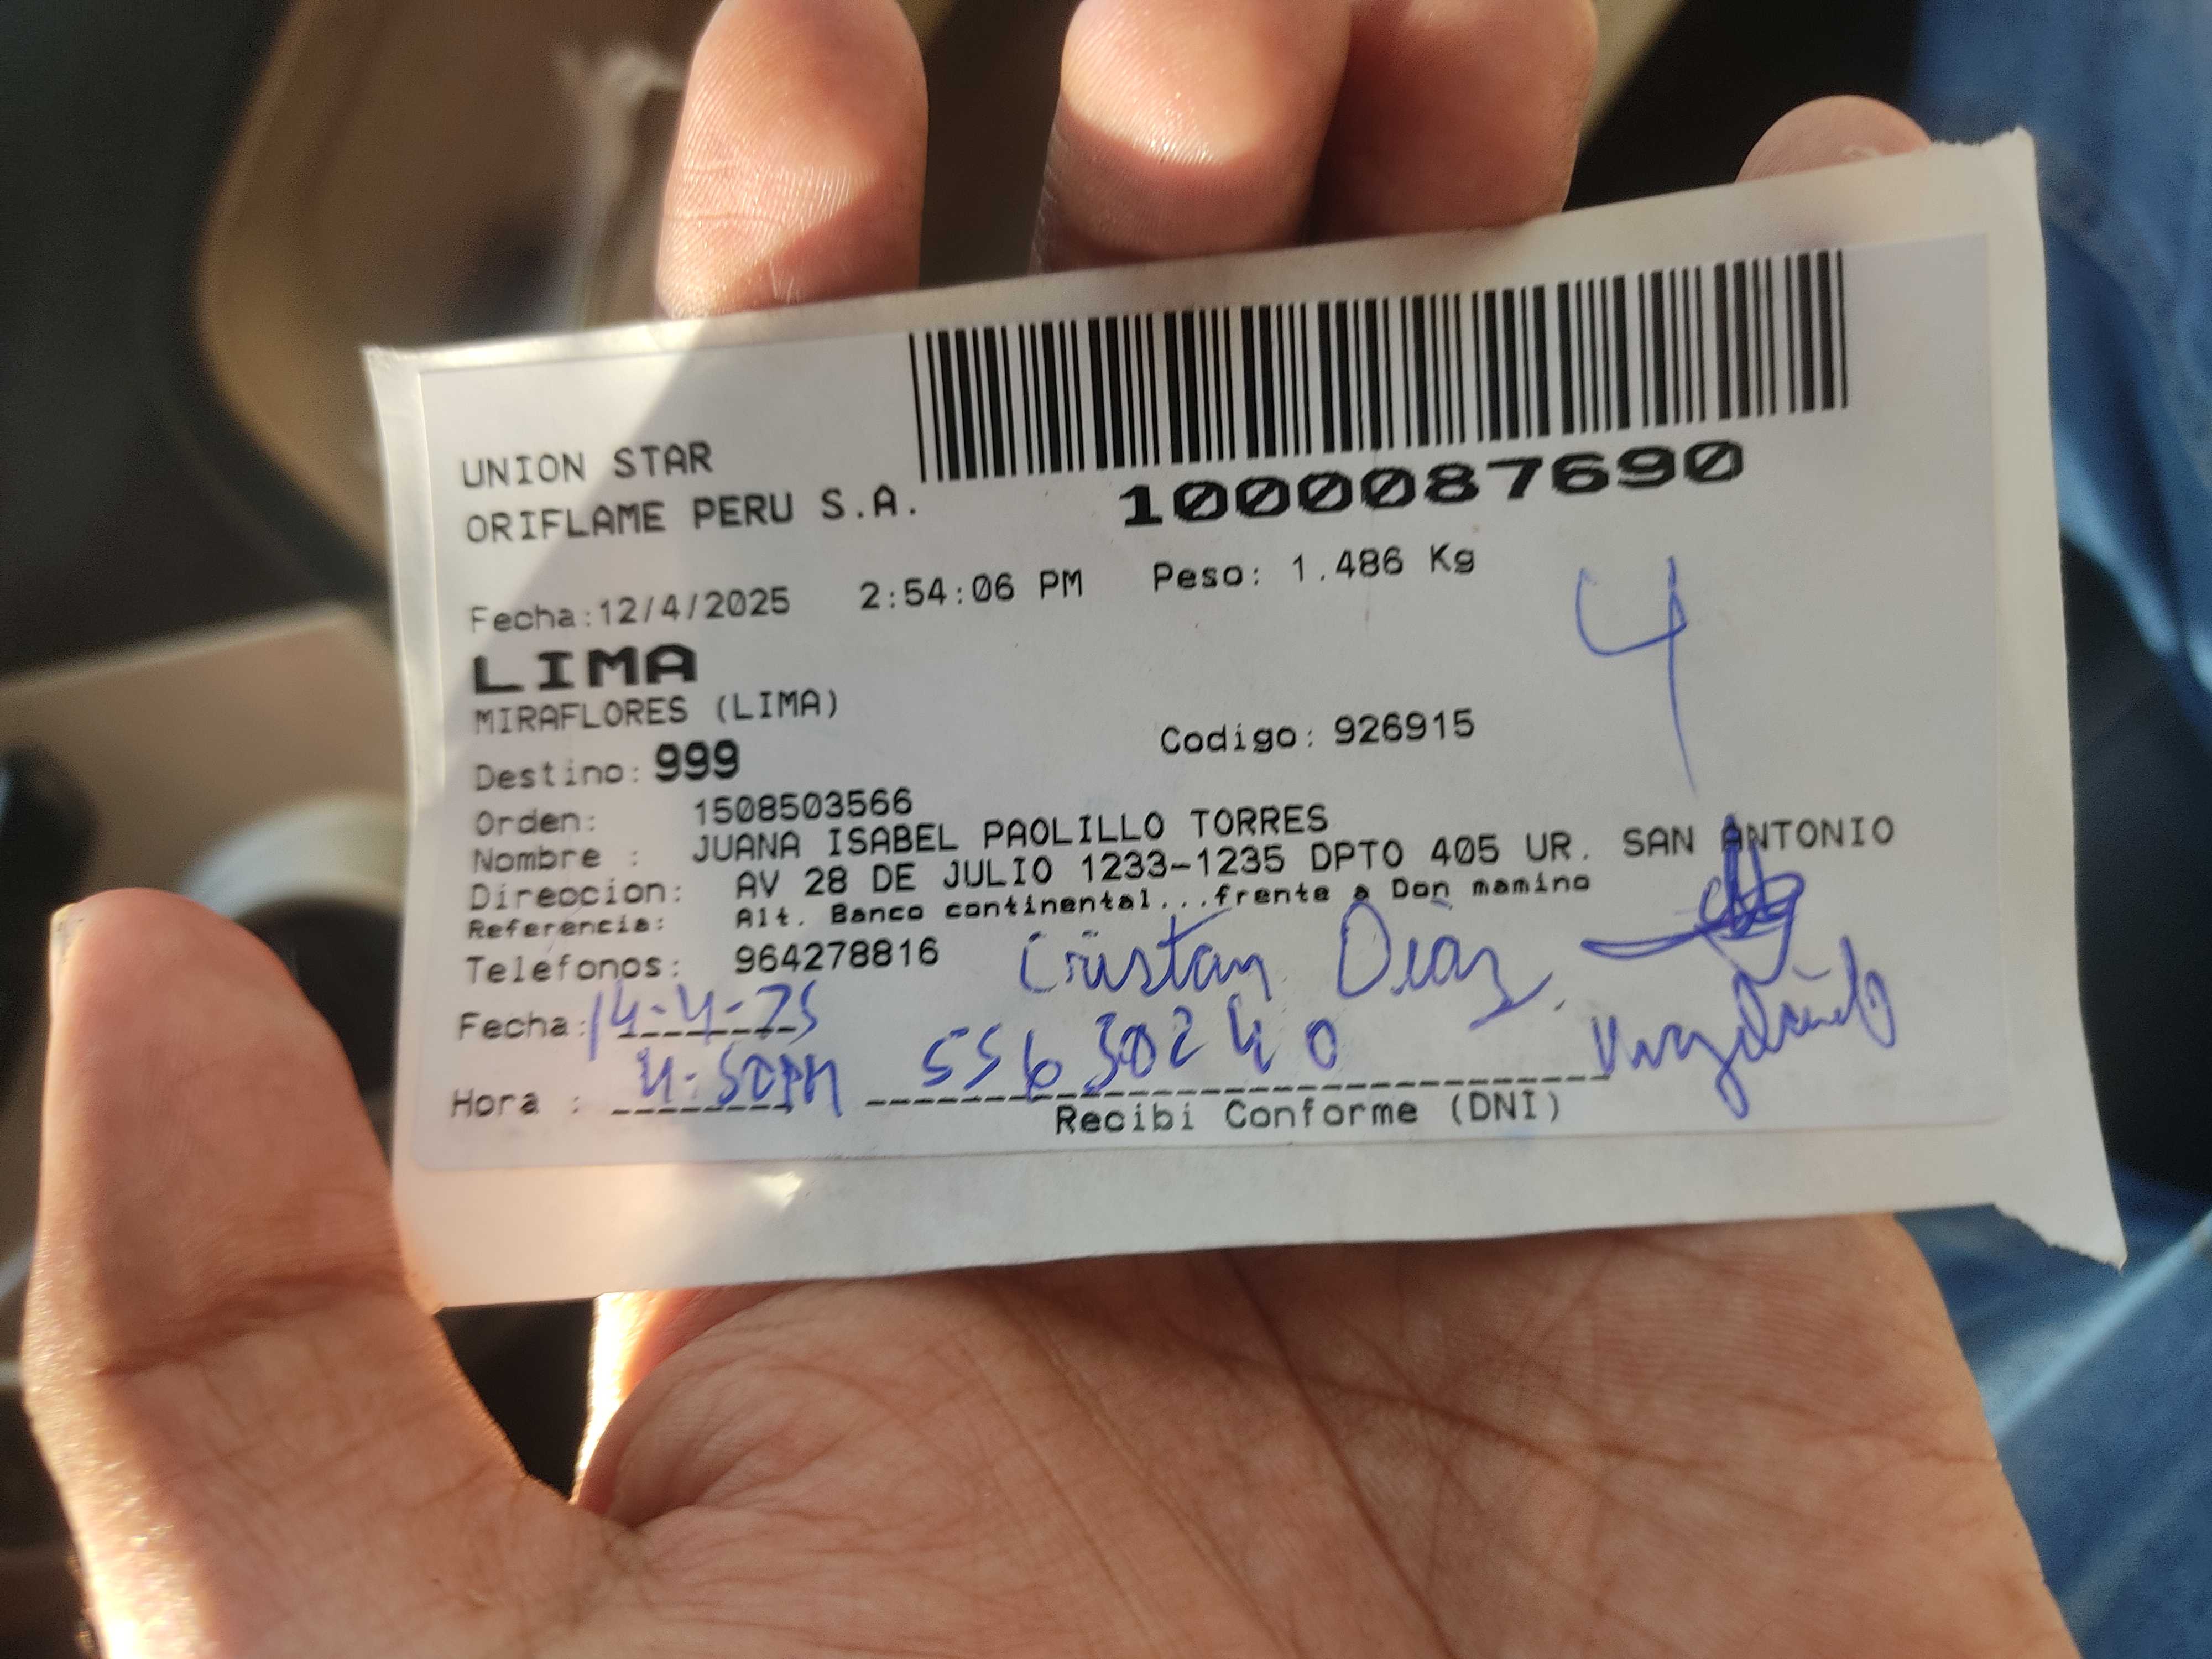 UNION STAR
ORIFLAME PERU S.A.
1000087690
Fecha:12/4/2025 2:54:06 PM Peso: 1.486 Kg
4
LIMA
MIRAFLORES (LIMA)
Destino: 999 Codigo: 926915
Orden: 1508503566
Nombre : JUANA ISABEL PAOLILLO TORRES
Direccion: AV 28 DE JULIO 1233-1235 DPTO 405 UR. SAN ANTONIO
Referencia: Alt. Banco continental...frente a Don mamino
Telefonos: 964278816 Cristan Diaz.
Fecha: 14-4-25
Hora : 4:50PM 55630240
Recibi Conforme (DNI)